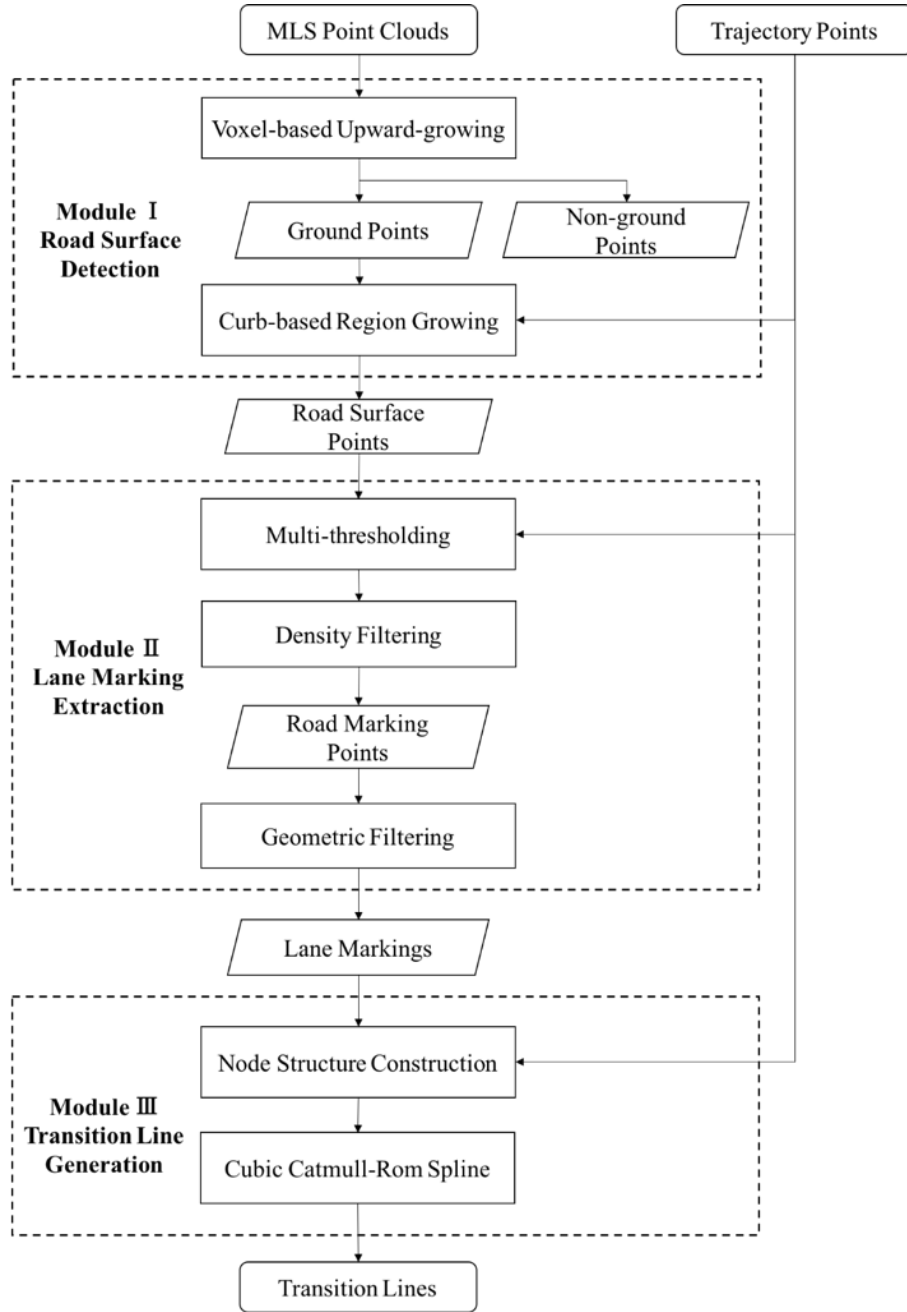 MLS Point Clouds
Trajectory Points
Voxel-based Upward-growing
Module Ⅰ
Road Surface
Detection
Ground Points
Non-ground
Points
Curb-based Region Growing
Road Surface
Points
Multi-thresholding
Module Ⅱ
Lane Marking
Extraction
Density Filtering
Road Marking
Points
Geometric Filtering
Lane Markings
Node Structure Construction
Module Ⅲ
Transition Line
Generation
Cubic Catmull-Rom Spline
Transition Lines